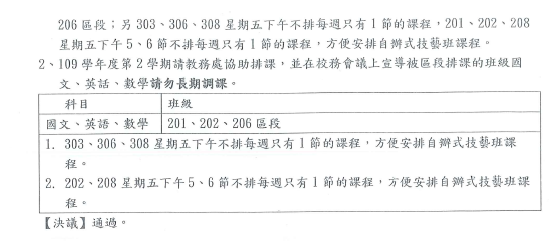 206 區段；另 303、306、308 星期五下午不排每週只有 1 節的課程，201、202、208
星期五下午 5、6 節不排每週只有 1 節的課程，方便安排自辦式技藝班課程。
2、109 學年度第 2 學期請教務處協助排課，並在校務會議上宣導被區段排課的班級國
文、英話、數學請勿長期調課。
科目 班級
國文、英語、數學 201、202、206 區段
1. 303、306、308 星期五下午不排每週只有 1 節的課程，方便安排自辦式技藝班課
程。
2. 202、208 星期五下午 5、6 節不排每週只有 1 節的課程，方便安排自辦式技藝班課
程。
【決議】通過。